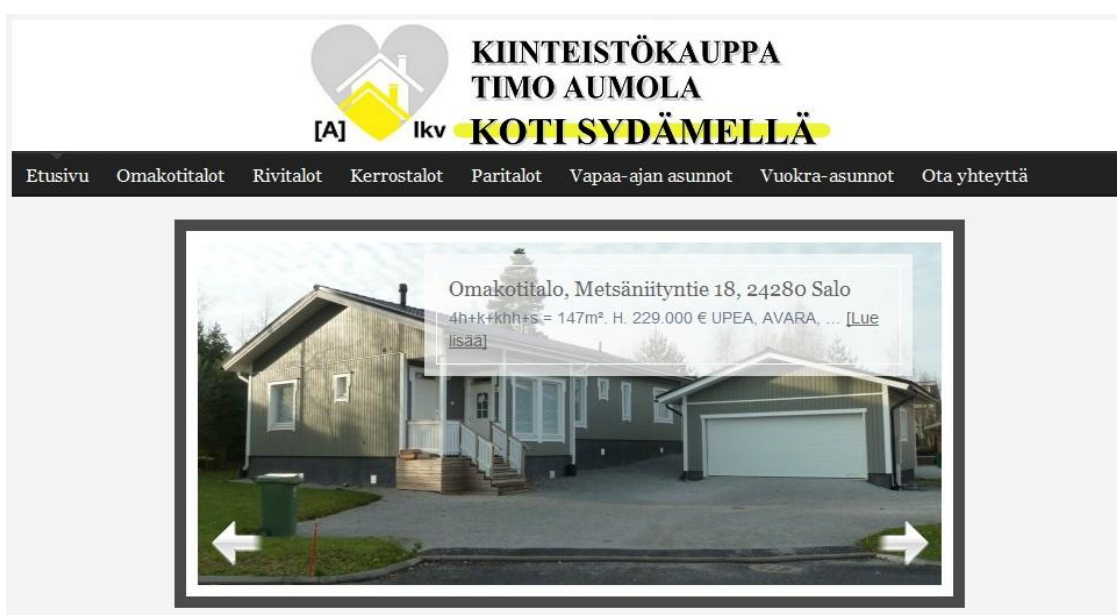 KIINTEISTÖKAUPPA
TIMO AUMOLA
[A] lkv KOTI SYDÄMELLÄ
Etusivu Omakotitalot Rivitalot Kerrostalot Paritalot Vapaa-ajan asunnot Vuokra-asunnot Ota yhteyttä
Omakotitalo, Metsäniityntie 18, 24280 Salo
4h+k+khh+s = 147m². H. 229.000 € UPEA, AVARA, ... [Lue
lisää]